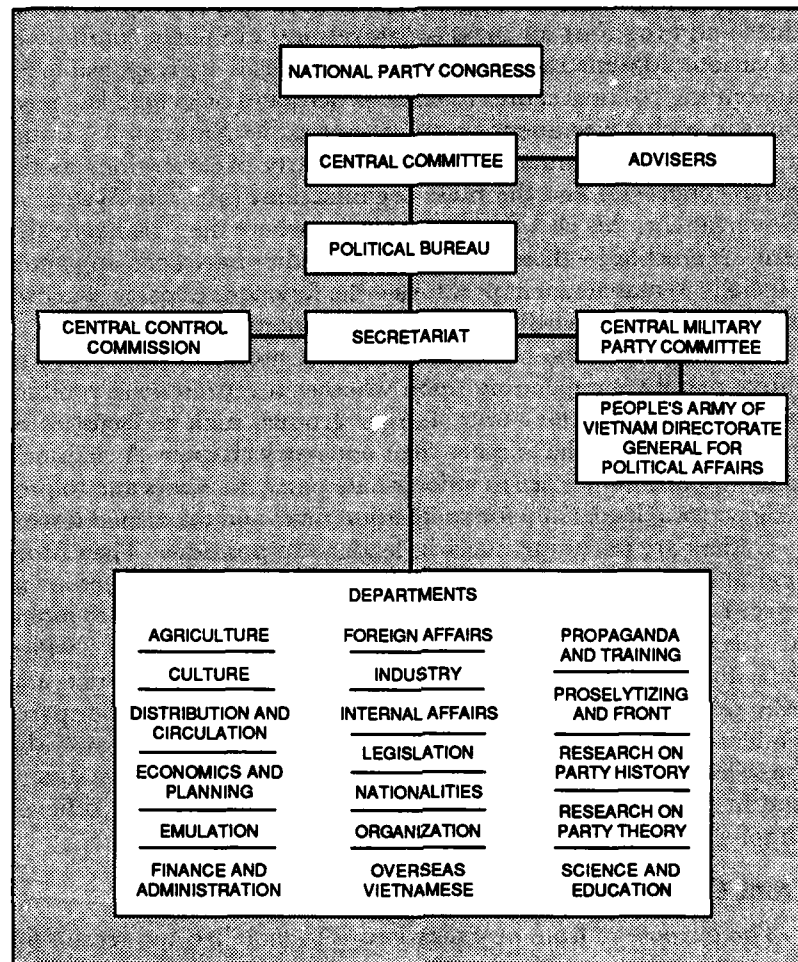 NATIONAL PARTY CONGRESS
CENTRAL COMMITTEE
ADVISERS
POLITICAL BUREAU
CENTRAL CONTROL
COMMISSION
SECRETARIAT
CENTRAL MILITARY
PARTY COMMITTEE
PEOPLE'S ARMY OF
VIETNAM DIRECTORATE
GENERAL FOR
POLITICAL AFFAIRS
DEPARTMENTS
AGRICULTURE
CULTURE
DISTRIBUTION AND
CIRCULATION
ECONOMICS AND
PLANNING
EMULATION
FINANCE AND
ADMINISTRATION
FOREIGN AFFAIRS
INDUSTRY
INTERNAL AFFAIRS
LEGISLATION
NATIONALITIES
ORGANIZATION
OVERSEAS
VIETNAMESE
PROPAGANDA
AND TRAINING
PROSELYTIZING
AND FRONT
RESEARCH ON
PARTY HISTORY
RESEARCH ON
PARTY THEORY
SCIENCE AND
EDUCATION